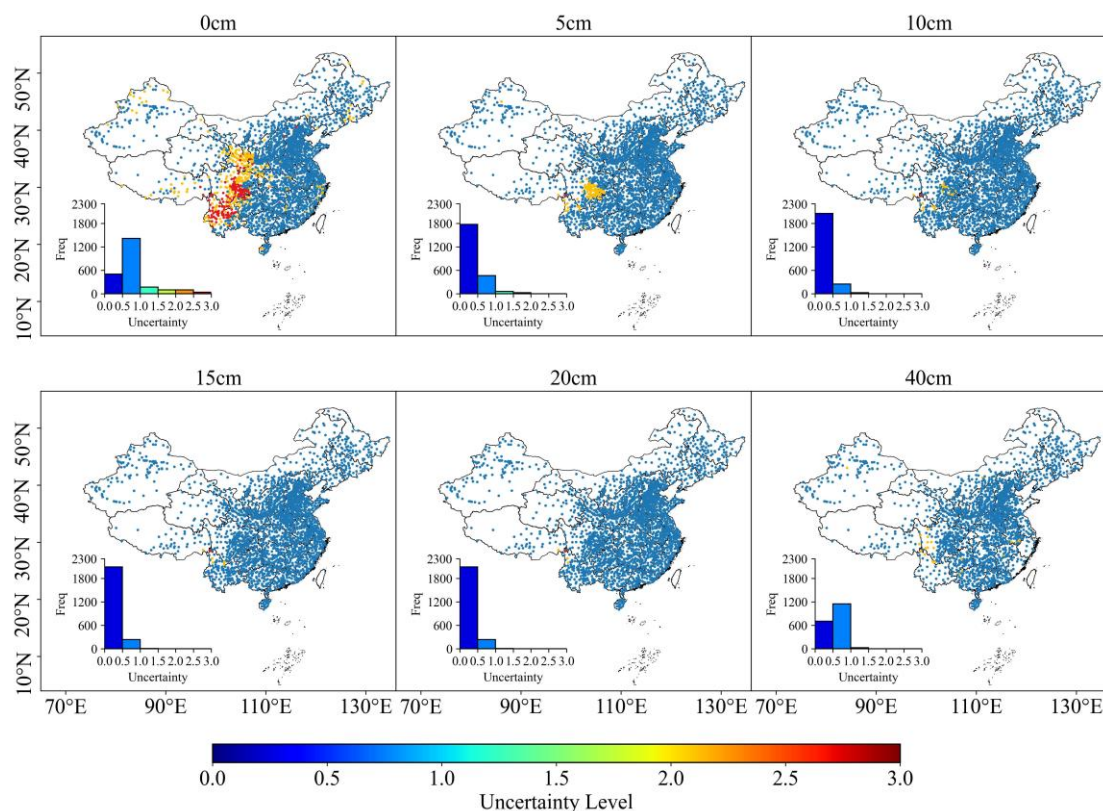 0cm 5cm 10cm
50°N
40°N
30°N
20°N
10°N
2300 2300 2300
1800 1800 1800
Freq Freq Freq
1200 1200 1200
600 600 600
0 0 0
0.0 0.5 1.0 1.5 2.0 2.5 3.0 0.0 0.5 1.0 1.5 2.0 2.5 3.0 0.0 0.5 1.0 1.5 2.0 2.5 3.0
Uncertainty Uncertainty Uncertainty
15cm 20cm 40cm
50°N
40°N
30°N
20°N
10°N
2300 2300 2300
1800 1800 1800
Freq Freq Freq
1200 1200 1200
600 600 600
0 0 0
0.0 0.5 1.0 1.5 2.0 2.5 3.0 0.0 0.5 1.0 1.5 2.0 2.5 3.0 0.0 0.5 1.0 1.5 2.0 2.5 3.0
Uncertainty Uncertainty Uncertainty
70°E 90°E 110°E 130°E 70°E 90°E 110°E 130°E 70°E 90°E 110°E 130°E
0.0 0.5 1.0 1.5 2.0 2.5 3.0
Uncertainty Level